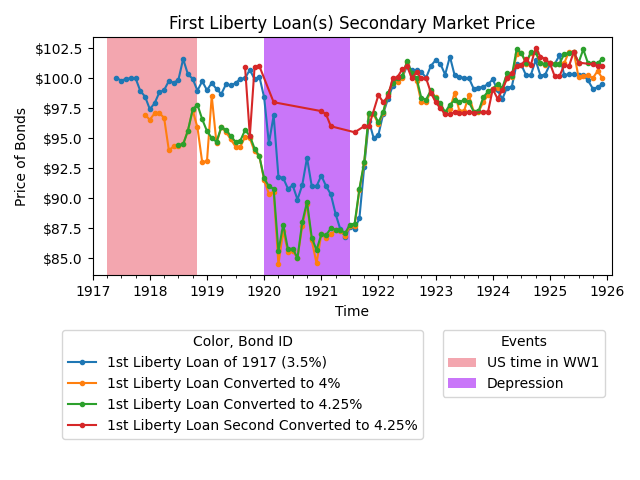 First Liberty Loan(s) Secondary Market Price
Price of Bonds
$102.5
$100.0
$97.5
$95.0
$92.5
$90.0
$87.5
$85.0
1917 1918 1919 1920 1921 1922 1923 1924 1925 1926
Time
Color, Bond ID
1st Liberty Loan of 1917 (3.5%)
1st Liberty Loan Converted to 4%
1st Liberty Loan Converted to 4.25%
1st Liberty Loan Second Converted to 4.25%
Events
US time in WW1
Depression